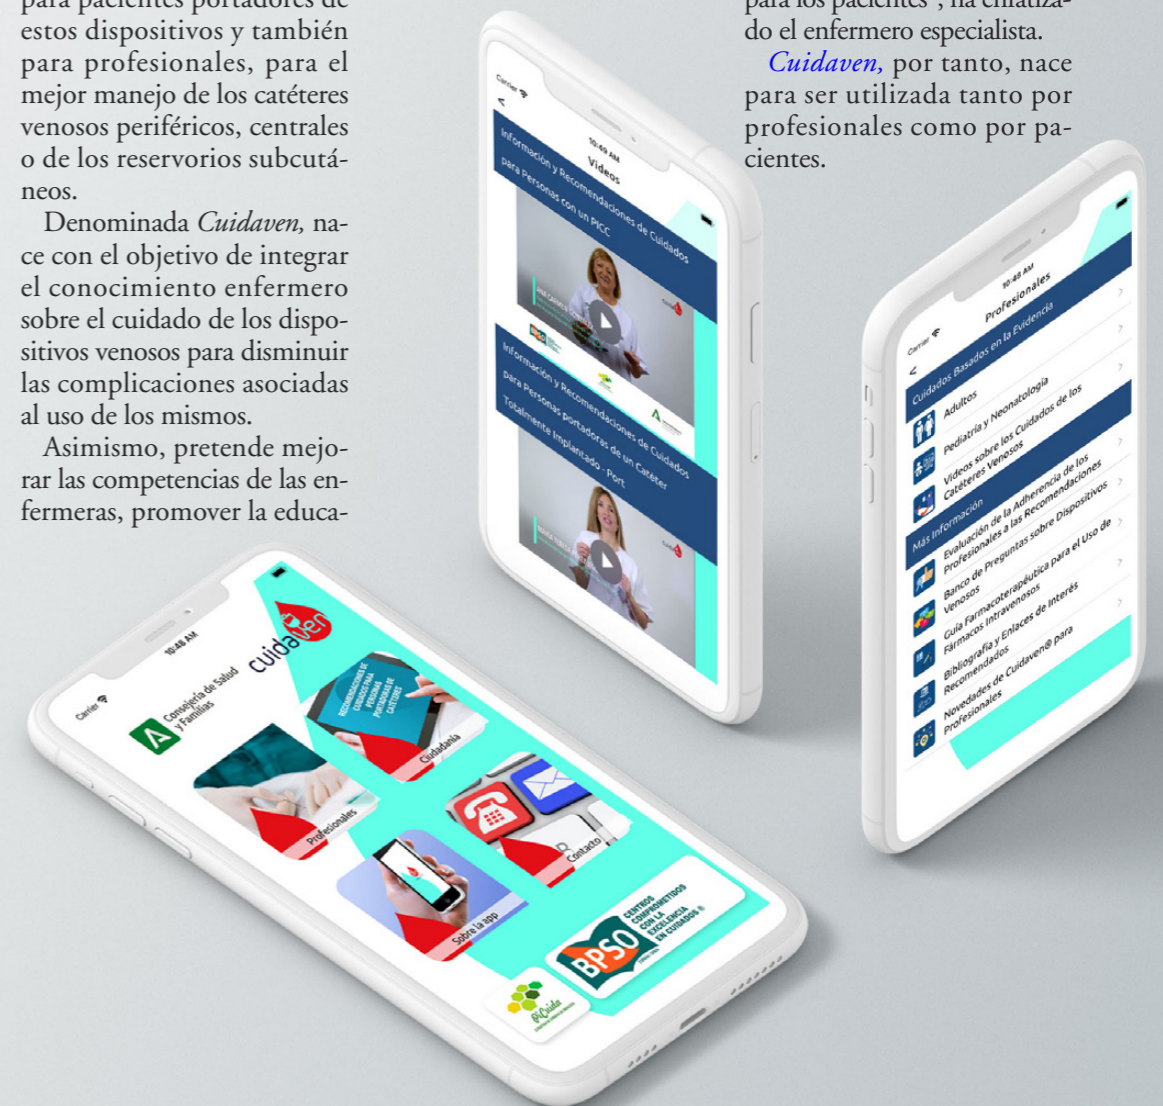 para pacientes portadores de
estos dispositivos y también
para profesionales, para el
mejor manejo de los catéteres
venosos periféricos, centrales
o de los reservorios subcutá-
neos.
Denominada Cuidaven, na-
ce con el objetivo de integrar
el conocimiento enfermero
sobre el cuidado de los dispo-
sitivos venosos para disminuir
las complicaciones asociadas
al uso de los mismos.
Asimismo, pretende mejo-
rar las competencias de las en-
fermeras, promover la educa-
para los pacientes", ha enfatiza-
do el enfermero especialista.
Cuidaven, por tanto, nace
para ser utilizada tanto por
profesionales como por pa-
cientes.
Carrier
10:49 AM
<
Videos
Información y Recomendaciones de Cuidados
para Personas con un PICC
BPSO
Información y Recomendaciones de Cuidados
para Personas portadoras de un Catéter
Totalmente Implantado - Port
Carrier
10:48 AM
<
Profesionales
Cuidados Basados en la Evidencia
Adultos
Pediatría y Neonatología
Videos sobre los Cuidados de los
Catéteres Venosos
Más Información
Evaluación de la Adherencia de los
Profesionales a las Recomendaciones
Banco de Preguntas sobre Dispositivos
Venosos
Guía Farmacoterapéutica para el Uso de
Fármacos Intravenosos
Bibliografía y Enlaces de Interés
Recomendados
Novedades de Cuidaven® para
Profesionales
Carrier
10:48 AM
Consejería de Salud
y Familias
cuidaven
RECOMENDACIONES DE
CUIDADOS PARA
PERSONAS
PORTADORAS DE
CATÉTERES
Profesionales
Ciudadanía
Sobre la app
Contacto
PiCuida
BPSO
CENTROS
COMPROMETIDOS
CON LA
EXCELENCIA
EN CUIDADOS ®